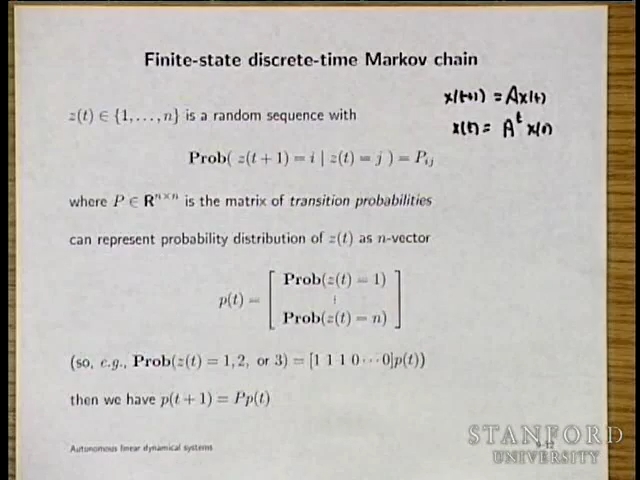 Finite-state discrete-time Markov chain
x(t+1) = Ax(t)
z(t) ∈ {1, . . . , n} is a random sequence with
x(t) = A^t x(0)
Prob( z(t + 1) = i | z(t) = j ) = P_{ij}
where P ∈ R^{n×n} is the matrix of transition probabilities
can represent probability distribution of z(t) as n-vector
p(t) = [ Prob(z(t) = 1)
⋮
Prob(z(t) = n) ]
(so, e.g., Prob(z(t) = 1, 2, or 3) = [1 1 1 0 · · · 0]p(t))
then we have p(t + 1) = Pp(t)
Autonomous linear dynamical systems
STANFORD
UNIVERSITY